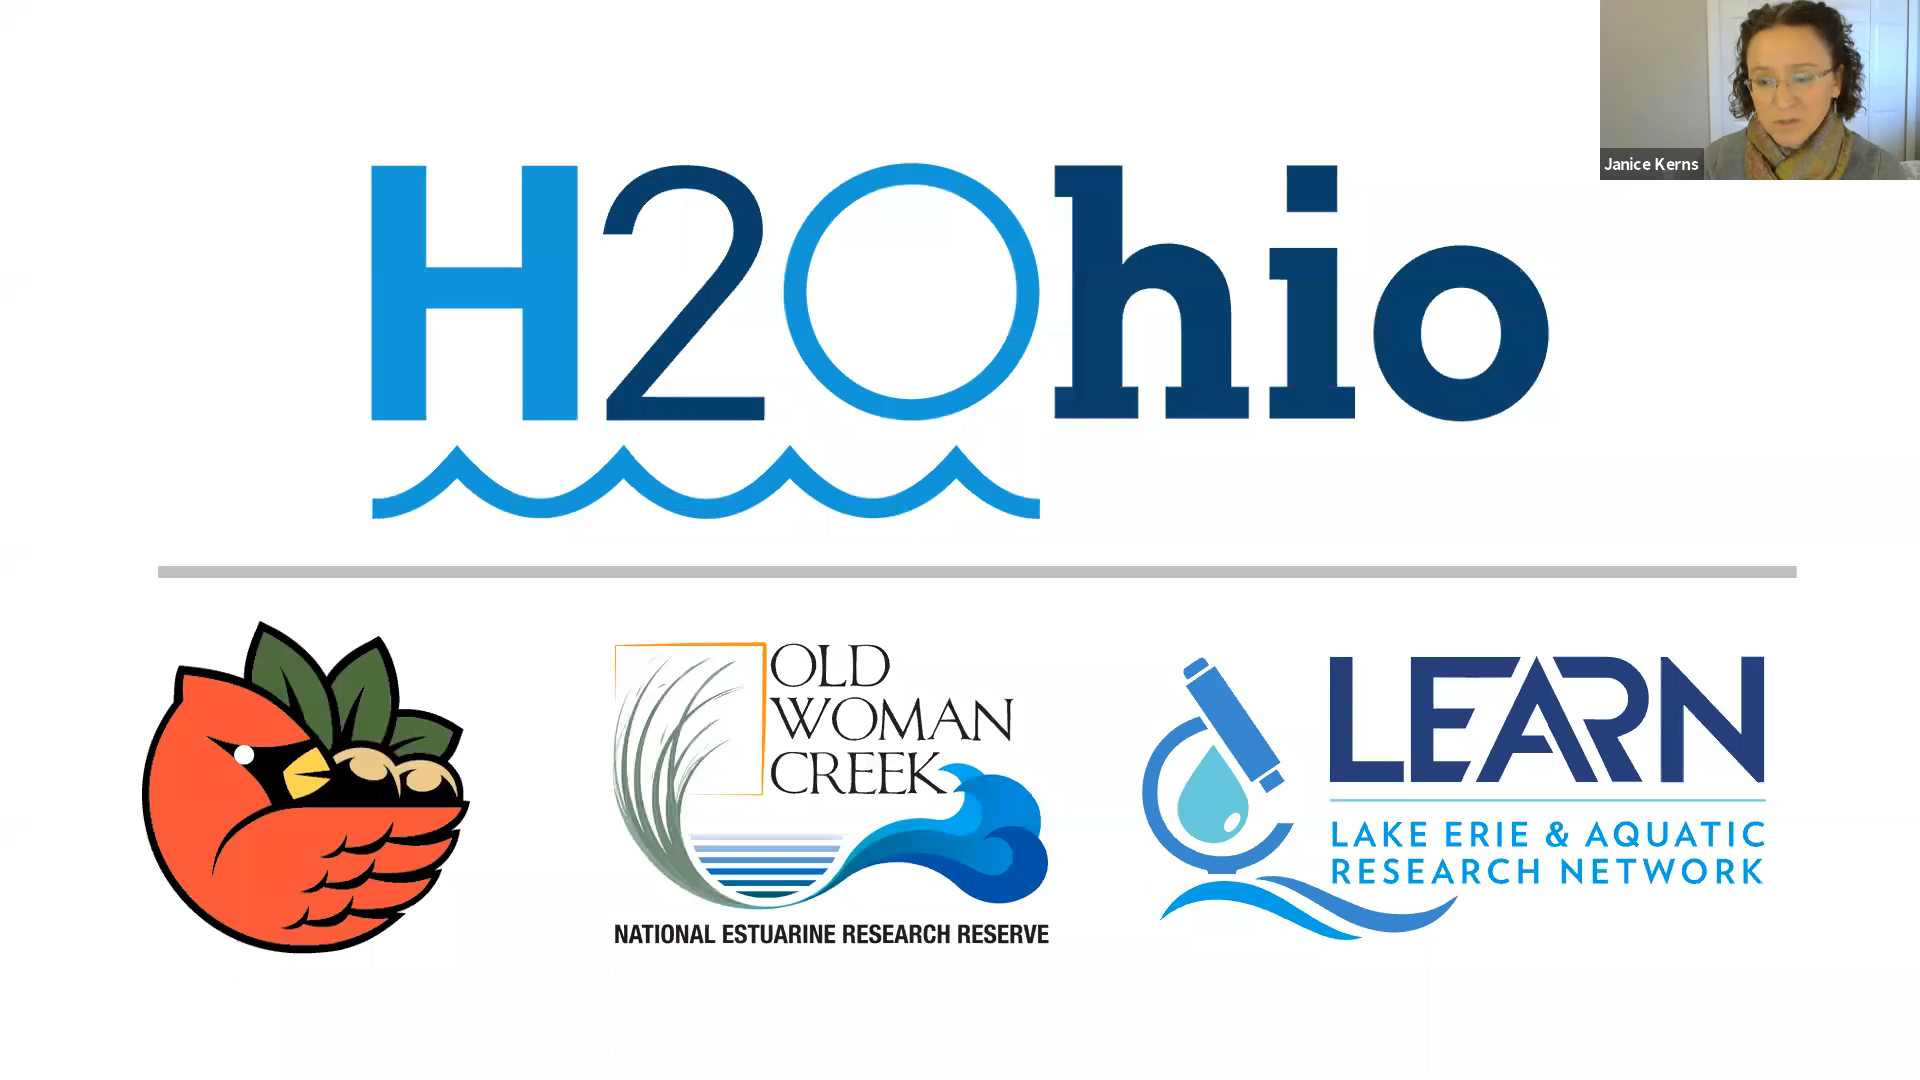 Janice Kerns
H2Ohio
OLD
WOMAN
CREEK
NATIONAL ESTUARINE RESEARCH RESERVE
LEARN
LAKE ERIE & AQUATIC
RESEARCH NETWORK